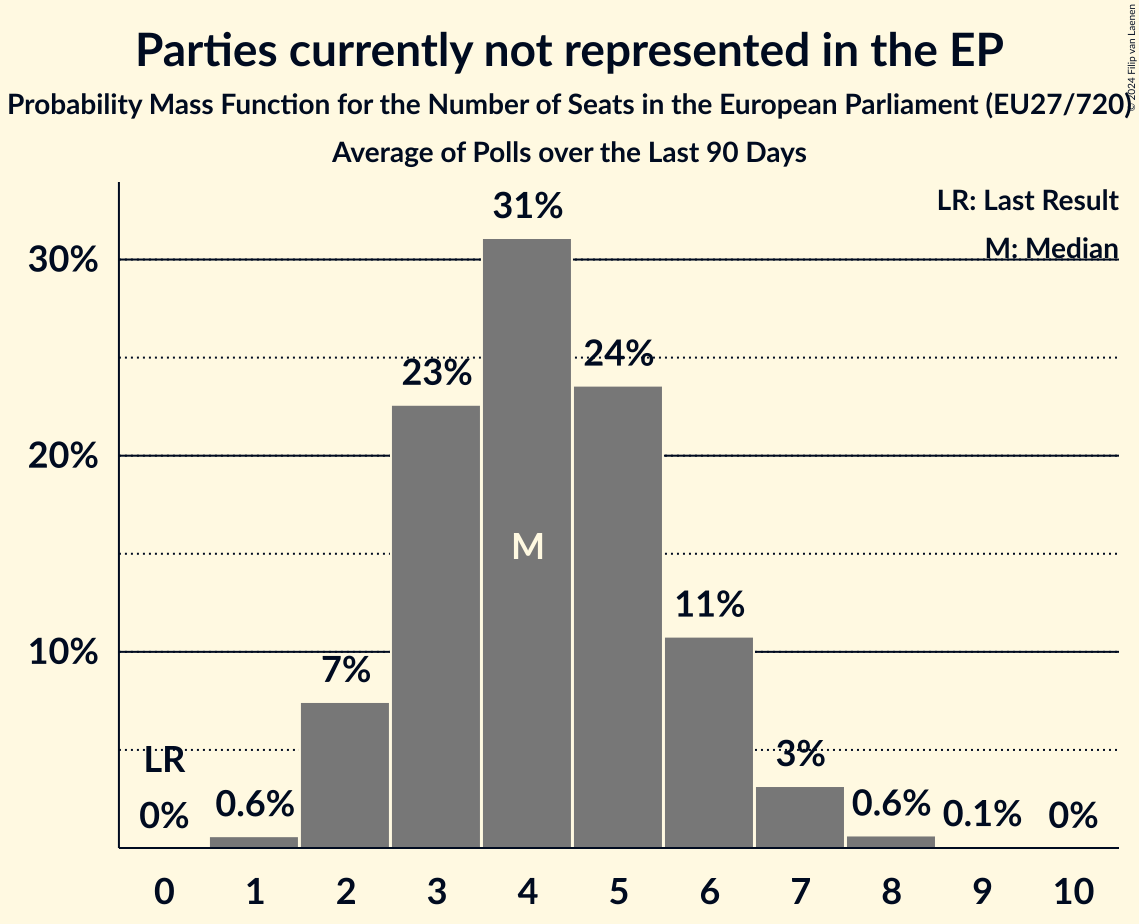 Parties currently not represented in the EP
Probability Mass Function for the Number of Seats in the European Parliament (EU27/720)
Average of Polls over the Last 90 Days
© 2024 Filip van Laenen
LR: Last Result
M: Median
30%
20%
10%
LR
0%
0.6%
7%
23%
31%
M
24%
11%
3%
0.6%
0.1%
0%
0 1 2 3 4 5 6 7 8 9 10